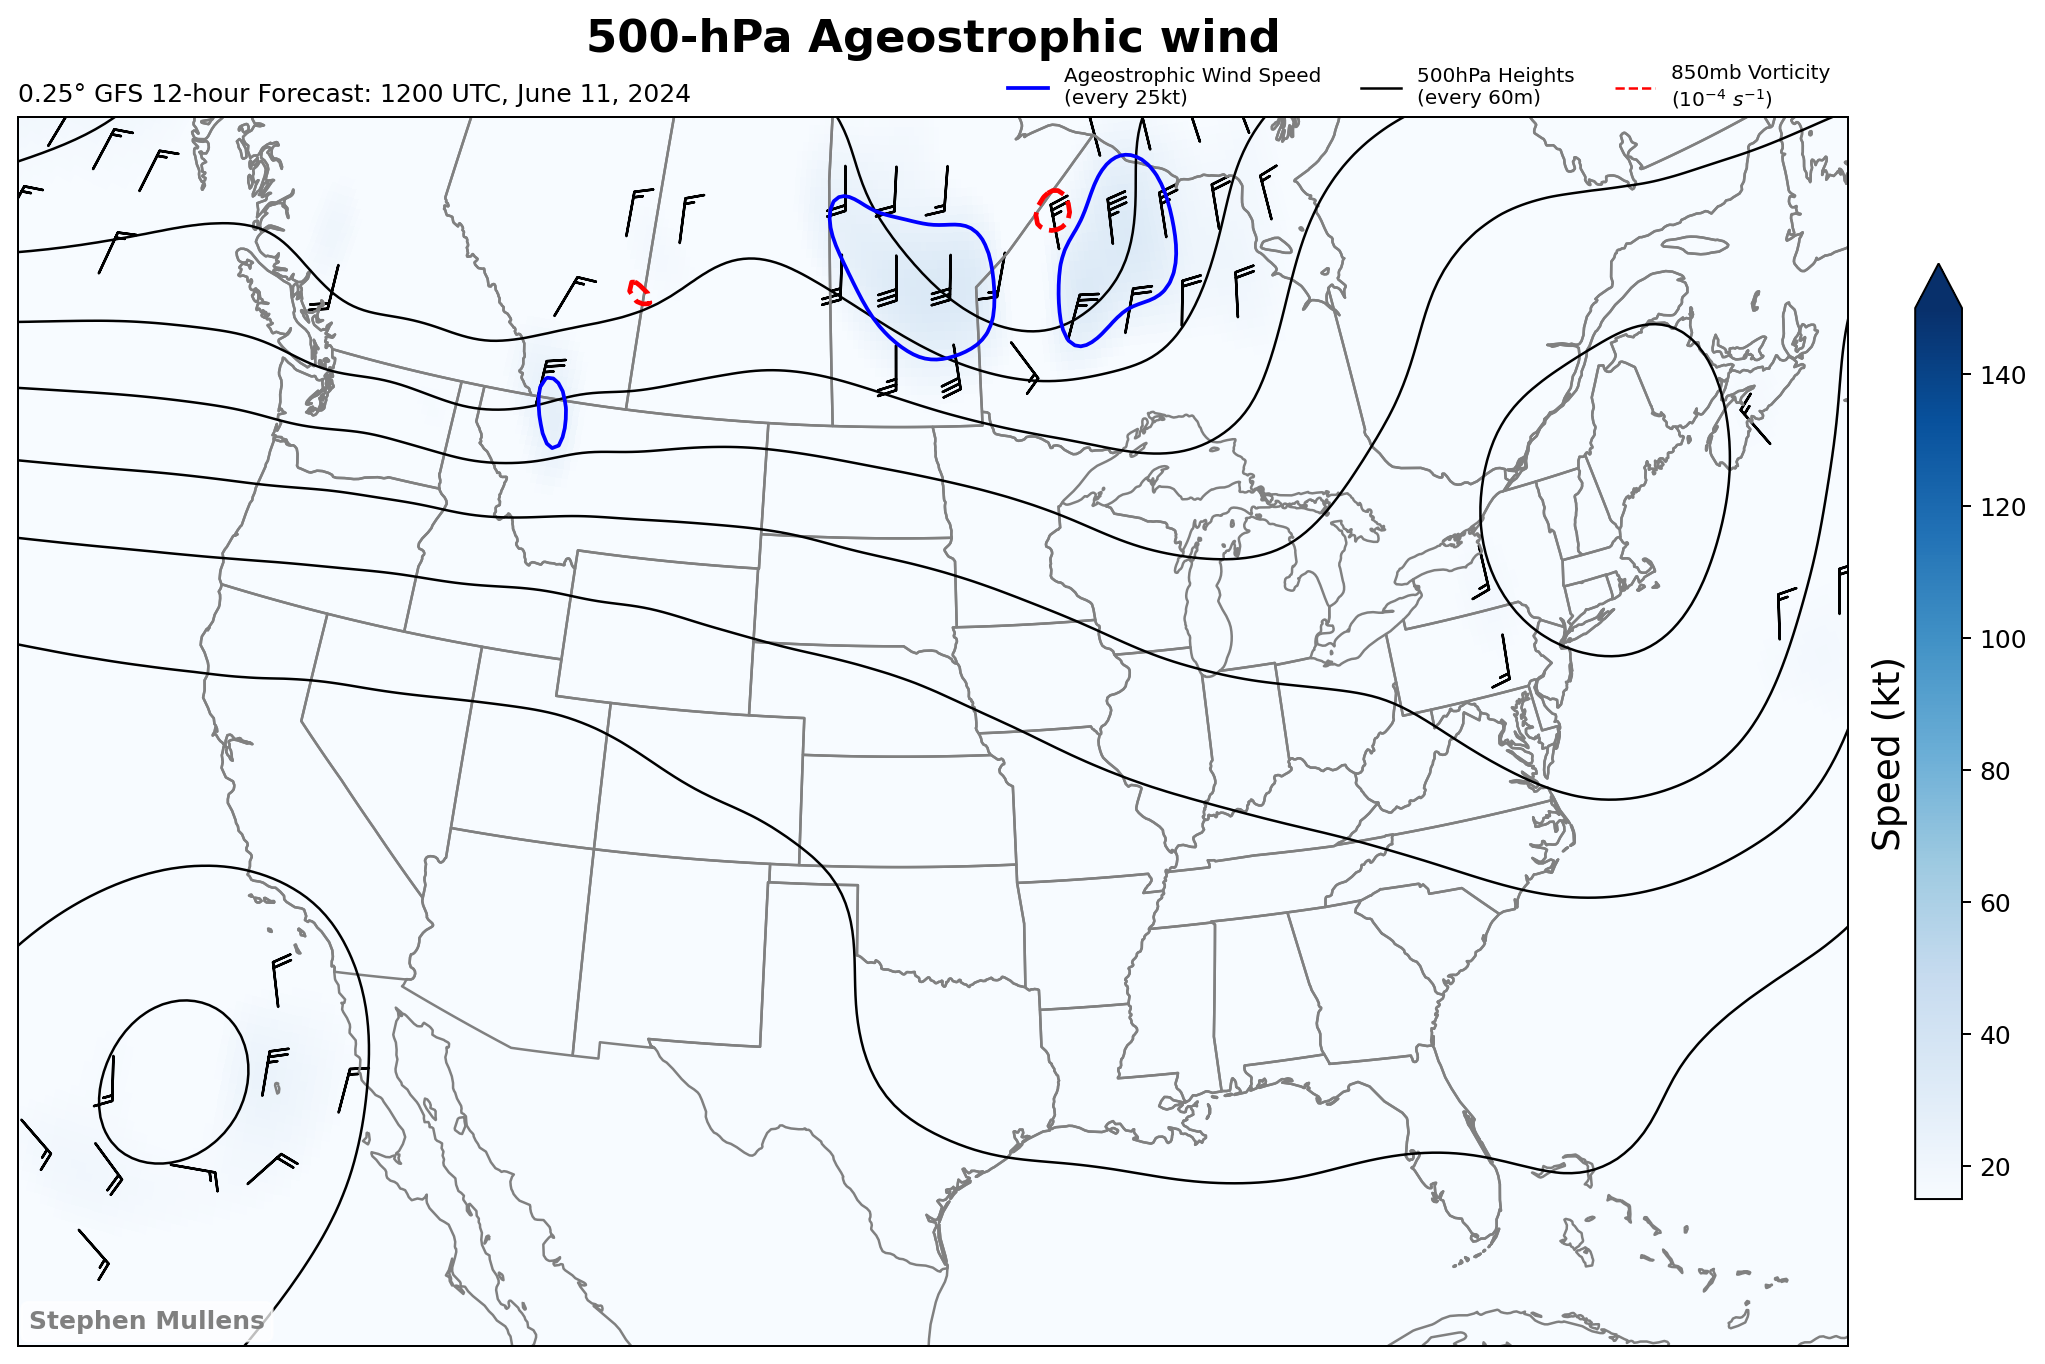 500-hPa Ageostrophic wind
0.25° GFS 12-hour Forecast: 1200 UTC, June 11, 2024
Ageostrophic Wind Speed
(every 25kt)
500hPa Heights
(every 60m)
850mb Vorticity
(10⁻⁴ s⁻¹)
140
120
100
80
60
40
20
Speed (kt)
Stephen Mullens